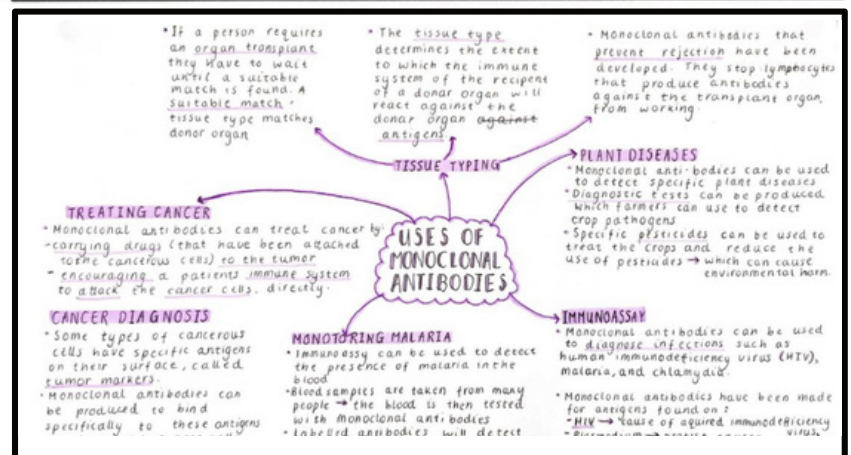 • If a person requires
an organ transplant
they have to wait
until a suitable
match is found. A
suitable match -
tissue type matches
donor organ
• The tissue type
determines the extent
to which the immune
system of the recipent
of a donor organ will
react against the
donor organ against
antigens.
• Monoclonal antibodies that
prevent rejection have been
developed. They stop lymphocytes
that produce antibodies
against the transplant organ,
from working.
TISSUE TYPING
PLANT DISEASES
• Monoclonal anti-bodies can be used
to detect specific plant diseases
• Diagnostic tests can be produced
which farmers can use to detect
crop pathogens
• Specific pesticides can be used to
treat the crops and reduce the
use of pesticides → which can cause
environmental harm.
TREATING CANCER
• Monoclonal antibodies can treat cancer by:
- carrying drugs (that have been attached
to the cancerous cells) to the tumor
- encouraging a patients immune system
to attack the cancer cells, directly.
USES OF
MONOCLONAL
ANTIBODIES
CANCER DIAGNOSIS
• Some types of cancerous
cells have specific antigens
on their surface, called
tumor markers.
• Monoclonal antibodies can
be produced to bind
specifically to these antigens
MONOTORING MALARIA
• Immunoassy can be used to detect
the presence of malaria in the
blood
• Blood samples are taken from many
people → the blood is then tested
with monoclonal antibodies
• Labelled antibodies will detect
IMMUNOASSAY
• Monoclonal antibodies can be used
to diagnose infections such as
human immunodeficiency virus (HIV),
malaria, and chlamydia.
• Monoclonal antibodies have been made
for antigens found on:
- HIV → cause of aquired immunodeficiency
virus.